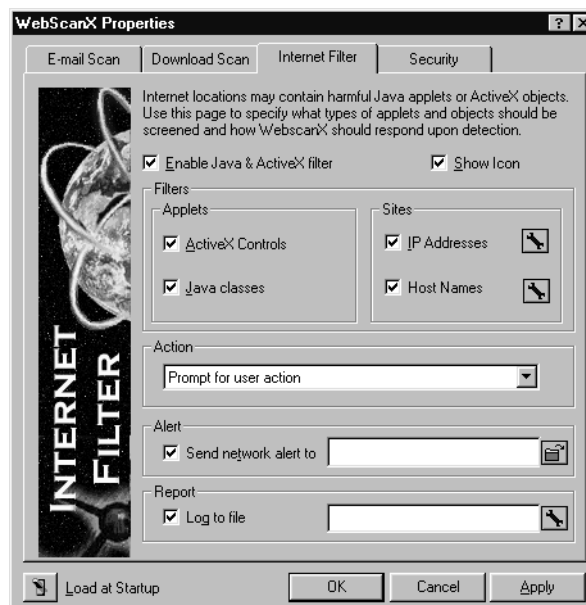 WebScanX Properties
E-mail Scan
Download Scan
Internet Filter
Security
Internet locations may contain harmful Java applets or ActiveX objects.
Use this page to specify what types of applets and objects should be
screened and how WebscanX should respond upon detection.
Enable Java & ActiveX filter
Show Icon
Filters
Applets
ActiveX Controls
Java classes
Sites
IP Addresses
Host Names
Action
Prompt for user action
Alert
Send network alert to
Report
Log to file
INTERNET
FILTER
Load at Startup
OK
Cancel
Apply